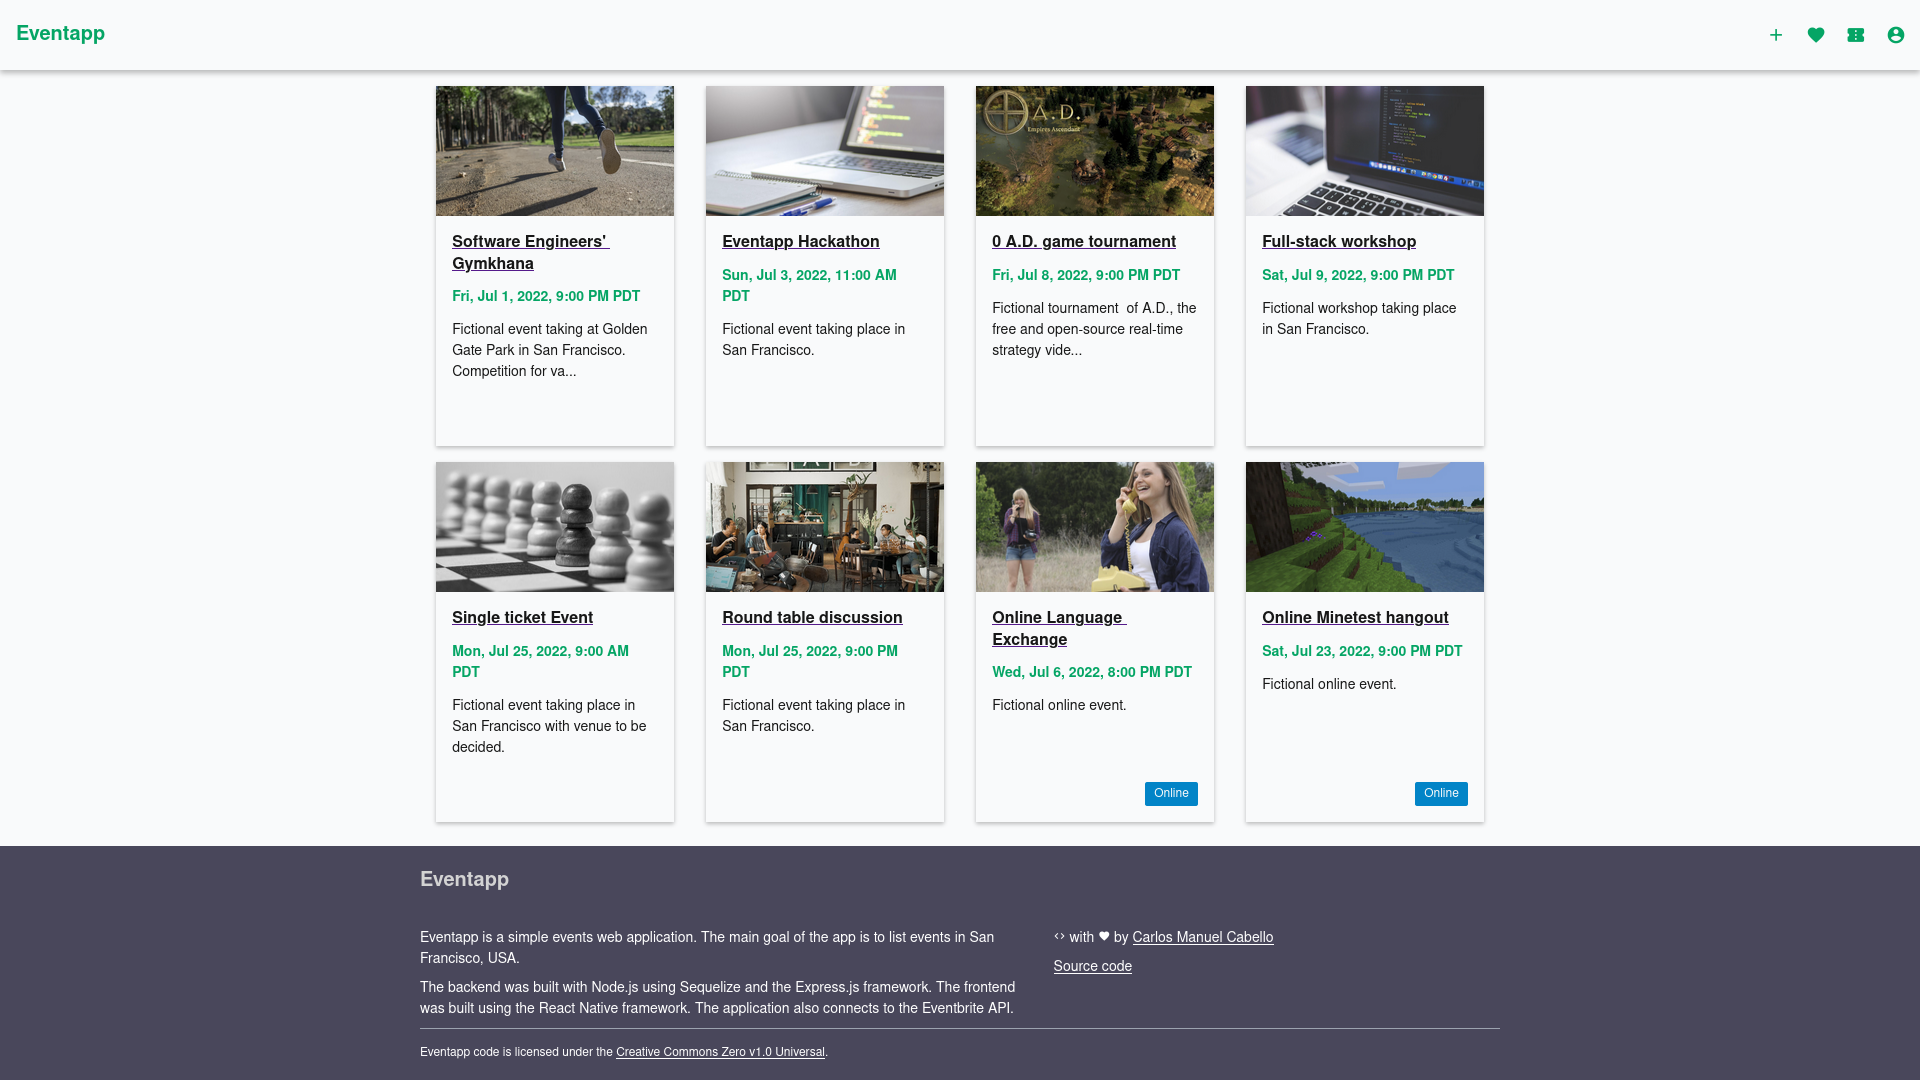 Eventapp
A.D.
Empires Ascendant
Software Engineers'
Gymkhana
Fri, Jul 1, 2022, 9:00 PM PDT
Fictional event taking at Golden
Gate Park in San Francisco.
Competition for va...
Eventapp Hackathon
Sun, Jul 3, 2022, 11:00 AM
PDT
Fictional event taking place in
San Francisco.
0 A.D. game tournament
Fri, Jul 8, 2022, 9:00 PM PDT
Fictional tournament  of A.D., the
free and open-source real-time
strategy vide...
Full-stack workshop
Sat, Jul 9, 2022, 9:00 PM PDT
Fictional workshop taking place
in San Francisco.
Single ticket Event
Mon, Jul 25, 2022, 9:00 AM
PDT
Fictional event taking place in
San Francisco with venue to be
decided.
Round table discussion
Mon, Jul 25, 2022, 9:00 PM
PDT
Fictional event taking place in
San Francisco.
Online Language
Exchange
Wed, Jul 6, 2022, 8:00 PM PDT
Fictional online event.
Online
Online Minetest hangout
Sat, Jul 23, 2022, 9:00 PM PDT
Fictional online event.
Online
Eventapp
Eventapp is a simple events web application. The main goal of the app is to list events in San
Francisco, USA.
The backend was built with Node.js using Sequelize and the Express.js framework. The frontend
was built using the React Native framework. The application also connects to the Eventbrite API.
<> with ♥ by Carlos Manuel Cabello
Source code
Eventapp code is licensed under the Creative Commons Zero v1.0 Universal.